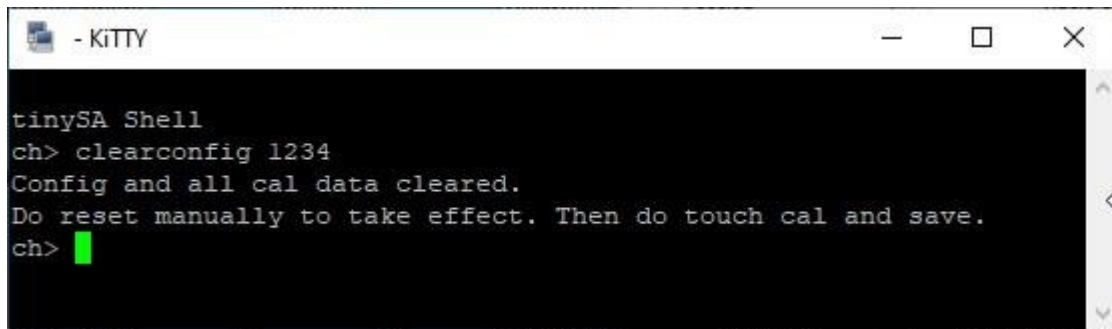 - KiTTY
tinySA Shell
ch> clearconfig 1234
Config and all cal data cleared.
Do reset manually to take effect. Then do touch cal and save.
ch>